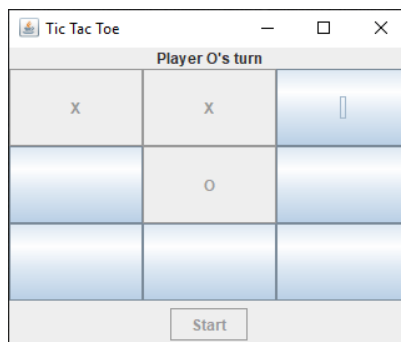 Tic Tac Toe
Player O's turn
X X
O
Start